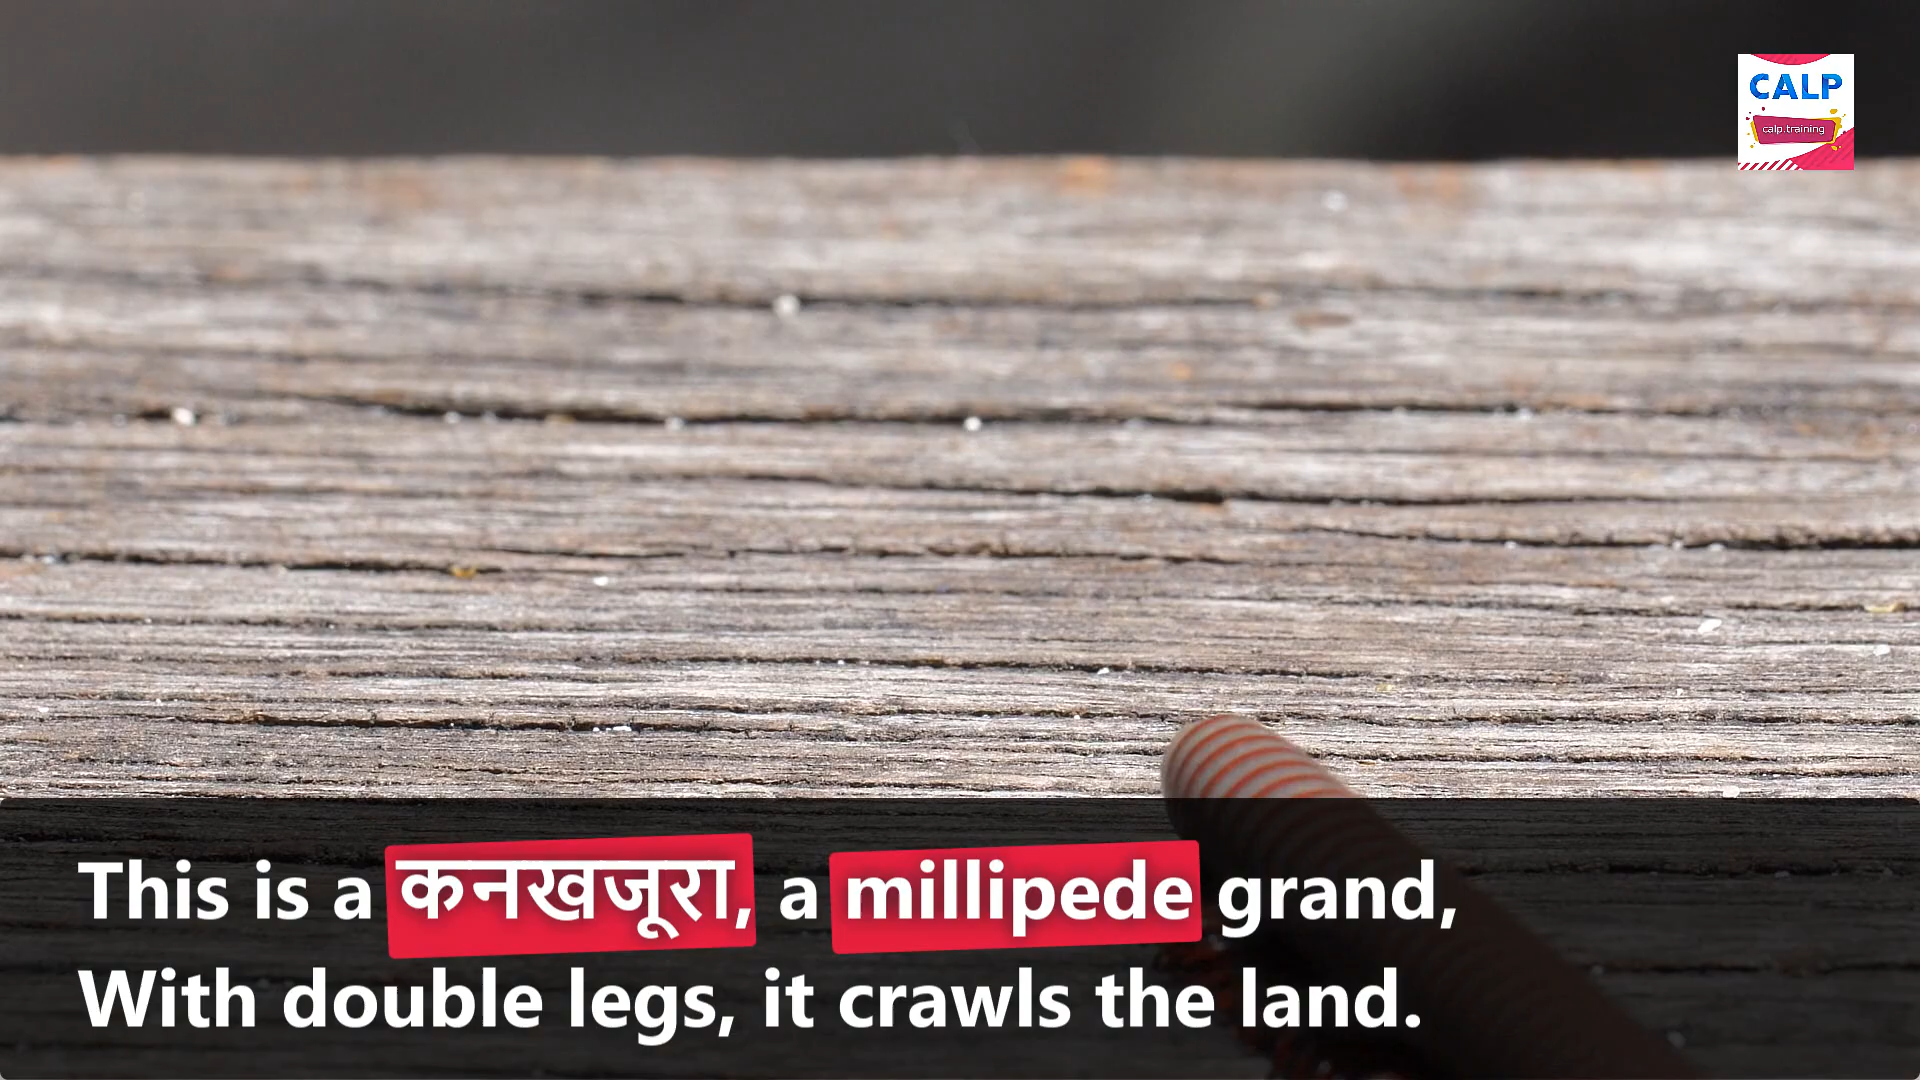 CALP
calp.training
This is a कनखजूरा, a millipede grand,
With double legs, it crawls the land.